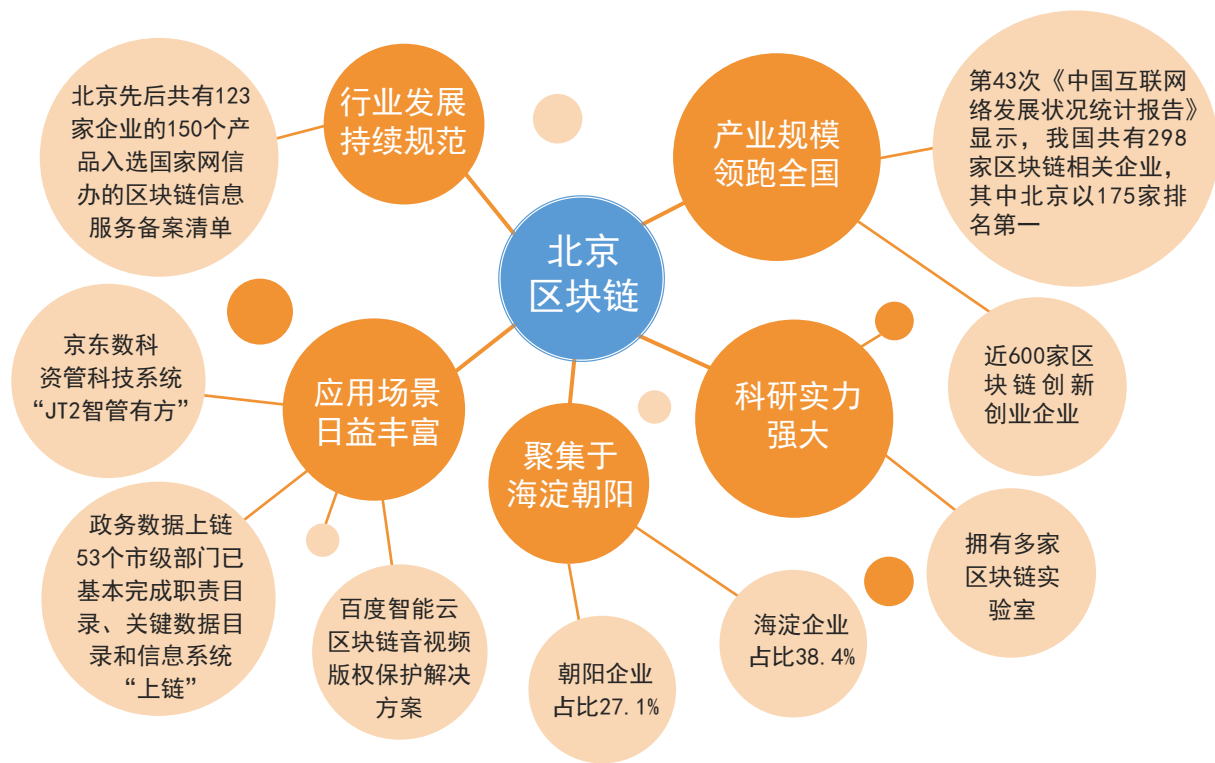 北京
区块链
行业发展
持续规范
北京先后共有123
家企业的150个产
品入选国家网信
办的区块链信息
服务备案清单
产业规模
领跑全国
第43次《中国互联网
络发展状况统计报告》
显示，我国共有298
家区块链相关企业，
其中北京以175家排
名第一
近600家区
块链创新
创业企业
科研实力
强大
拥有多家
区块链实
验室
聚集于
海淀朝阳
海淀企业
占比38.4%
朝阳企业
占比27.1%
应用场景
日益丰富
京东数科
资管科技系统
“JT2智管有方”
政务数据上链
53个市级部门已
基本完成职责目
录、关键数据目
录和信息系统
“上链”
百度智能云
区块链音视频
版权保护解决
方案